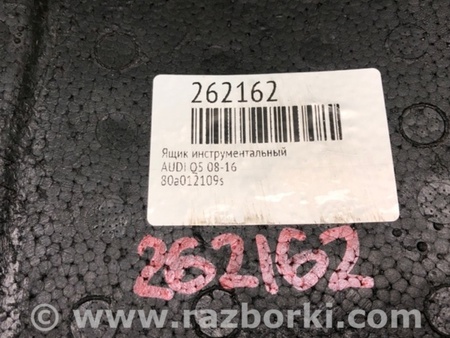 262162
Ящик инструментальный
AUDI Q5 08-16
80a012109s
262162
www.razborki.com